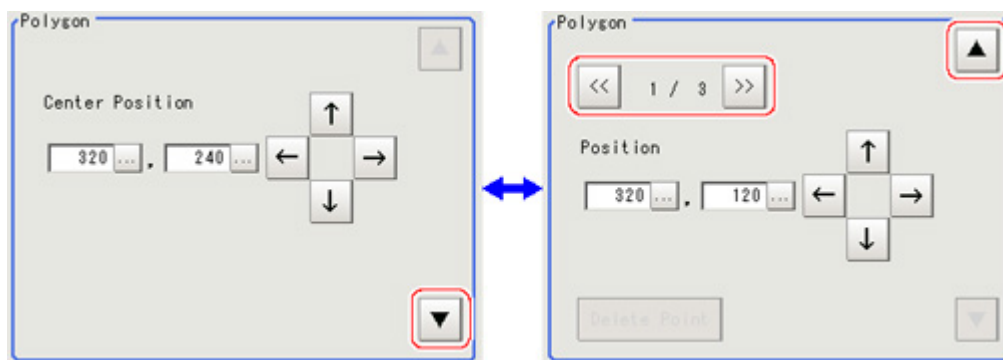 Polygon
Center Position
320 ... , 240 ...
Polygon
<< 1 / 3 >>
Position
320 ... , 120 ...
Delete Point